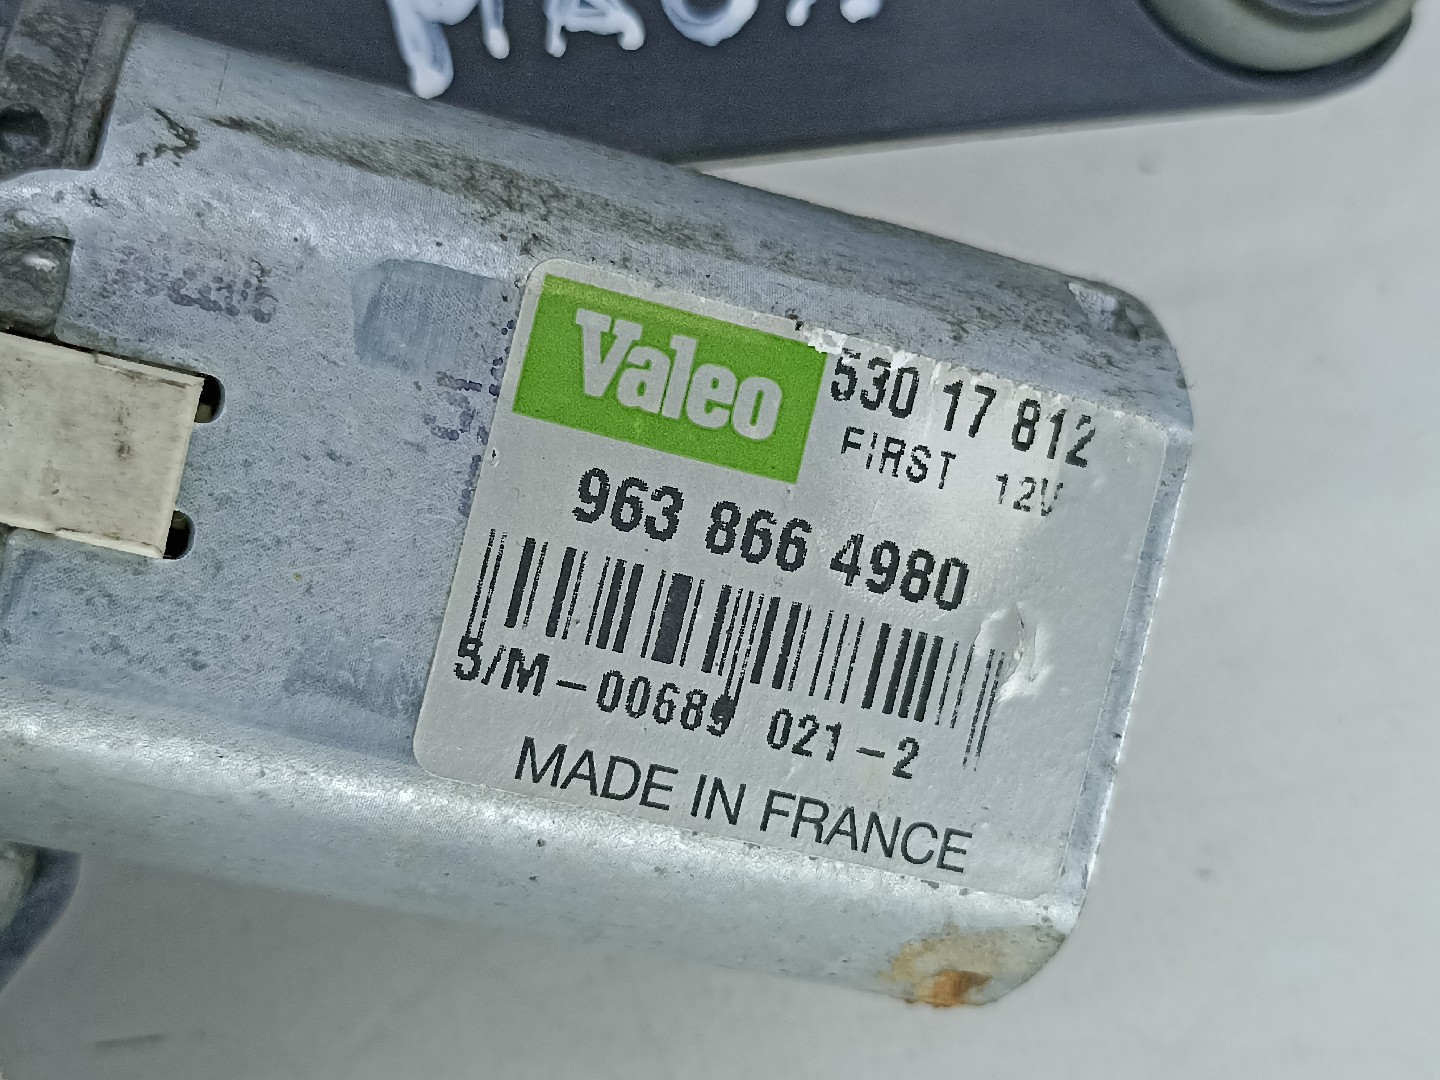 Valeo
530 17 812
FIRST 12V
963 866 4980
5/M-00689 021-2
MADE IN FRANCE